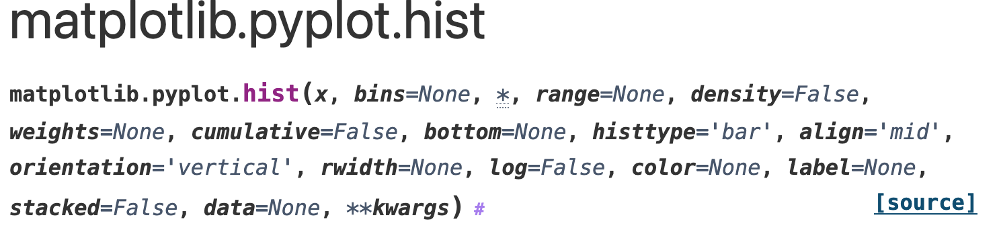 matplotlib.pyplot.hist
matplotlib.pyplot.hist(x, bins=None, *, range=None, density=False,
weights=None, cumulative=False, bottom=None, histtype='bar', align='mid',
orientation='vertical', rwidth=None, log=False, color=None, label=None,
stacked=False, data=None, **kwargs) # [source]